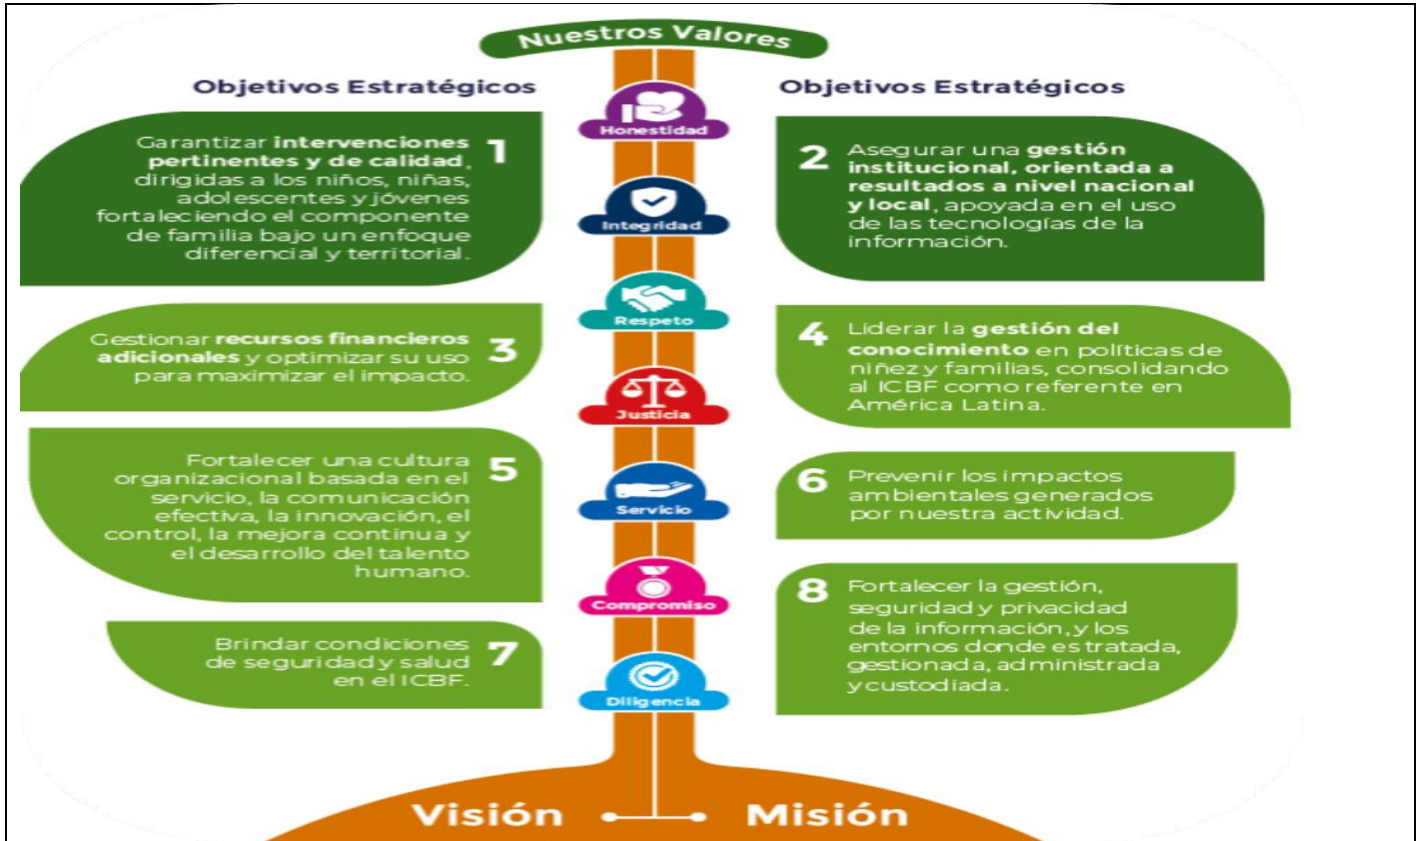 Nuestros Valores
Objetivos Estratégicos
Objetivos Estratégicos
1
Garantizar intervenciones
pertinentes y de calidad,
dirigidas a los niños, niñas,
adolescentes y jóvenes
fortaleciendo el componente
de familia bajo un enfoque
diferencial y territorial.
2
Asegurar una gestión
institucional, orientada a
resultados a nivel nacional
y local, apoyada en el uso
de las tecnologías de la
información.
3
Gestionar recursos financieros
adicionales y optimizar su uso
para maximizar el impacto.
4
Liderar la gestión del
conocimiento en políticas de
niñez y familias, consolidando
al ICBF como referente en
América Latina.
5
Fortalecer una cultura
organizacional basada en el
servicio, la comunicación
efectiva, la innovación, el
control, la mejora continua y
el desarrollo del talento
humano.
6
Prevenir los impactos
ambientales generados
por nuestra actividad.
7
Brindar condiciones
de seguridad y salud
en el ICBF.
8
Fortalecer la gestión,
seguridad y privacidad
de la información, y los
entornos donde es tratada,
gestionada, administrada
y custodiada.
Honestidad
Integridad
Respeto
Justicia
Servicio
Compromiso
Diligencia
Visión
Misión